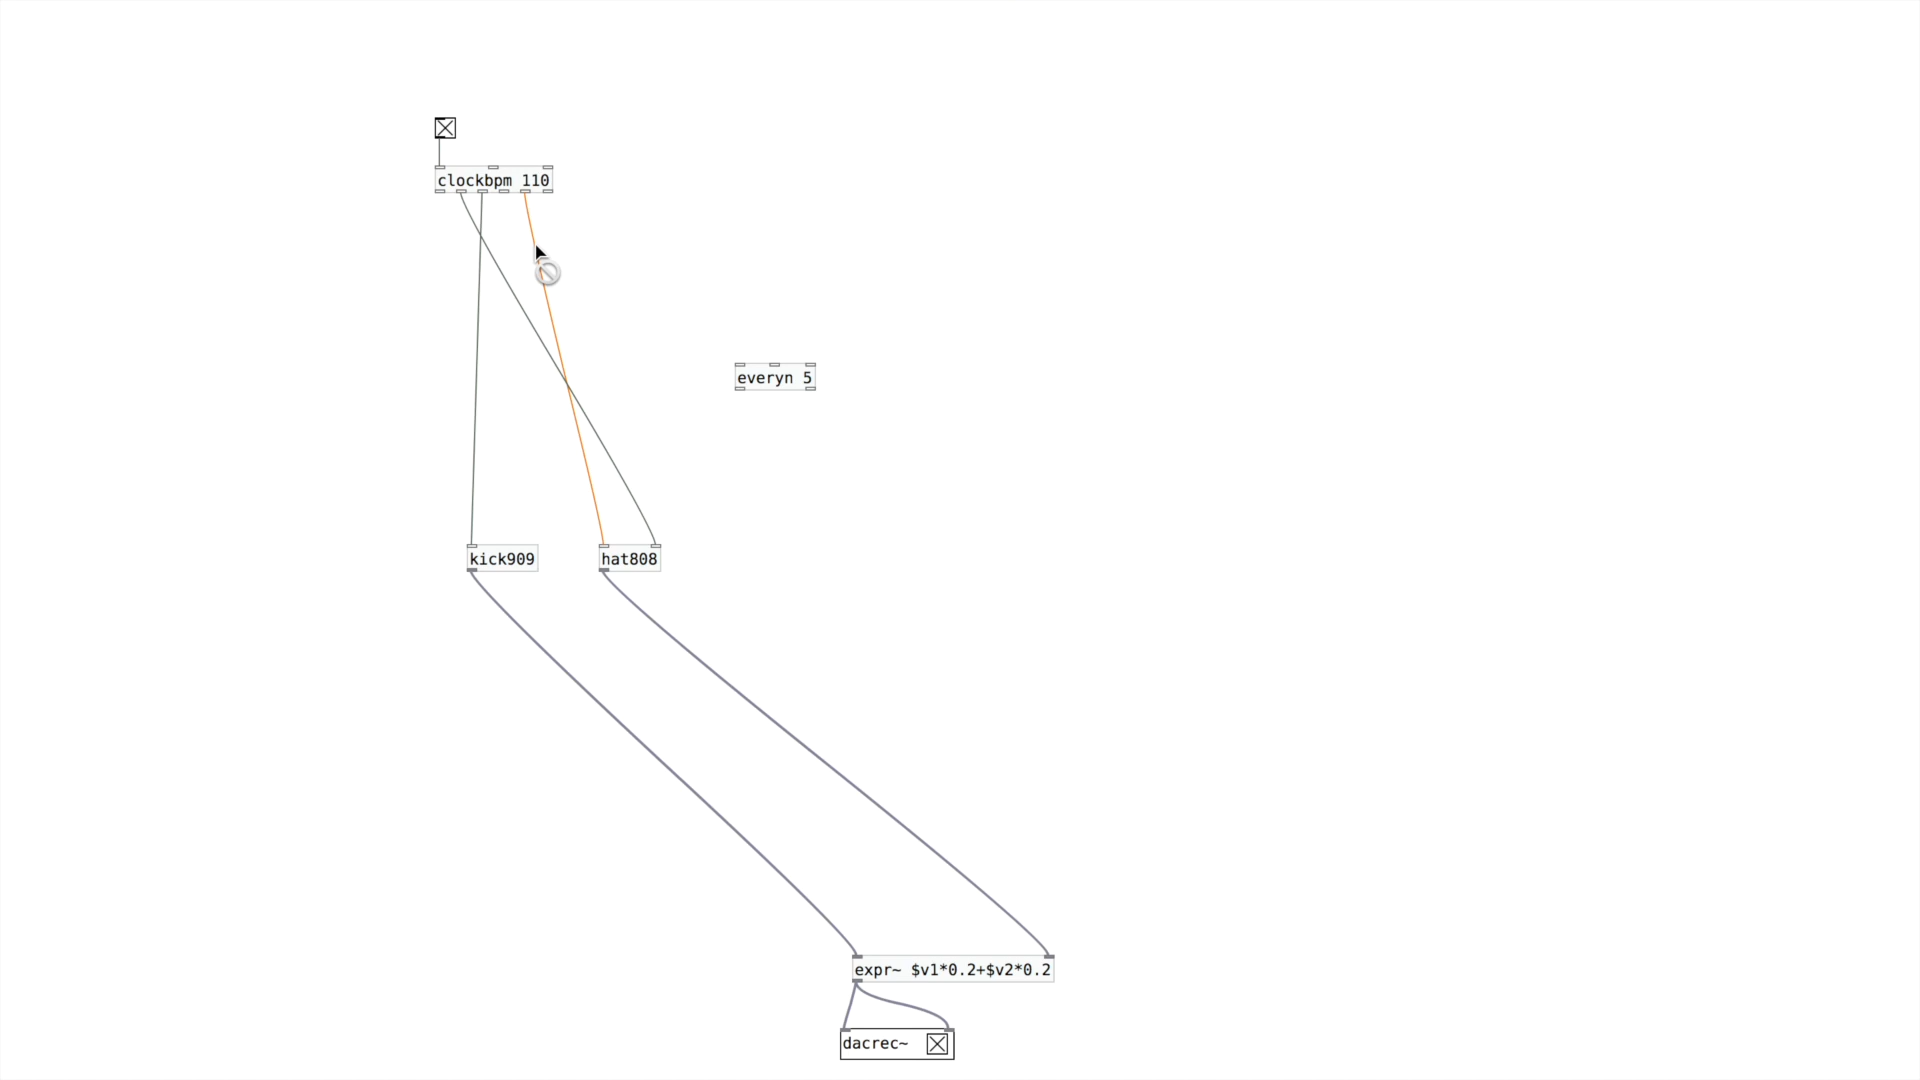 clockbpm 110
everyn 5
kick909
hat808
expr~ $v1*0.2+$v2*0.2
dacrec~